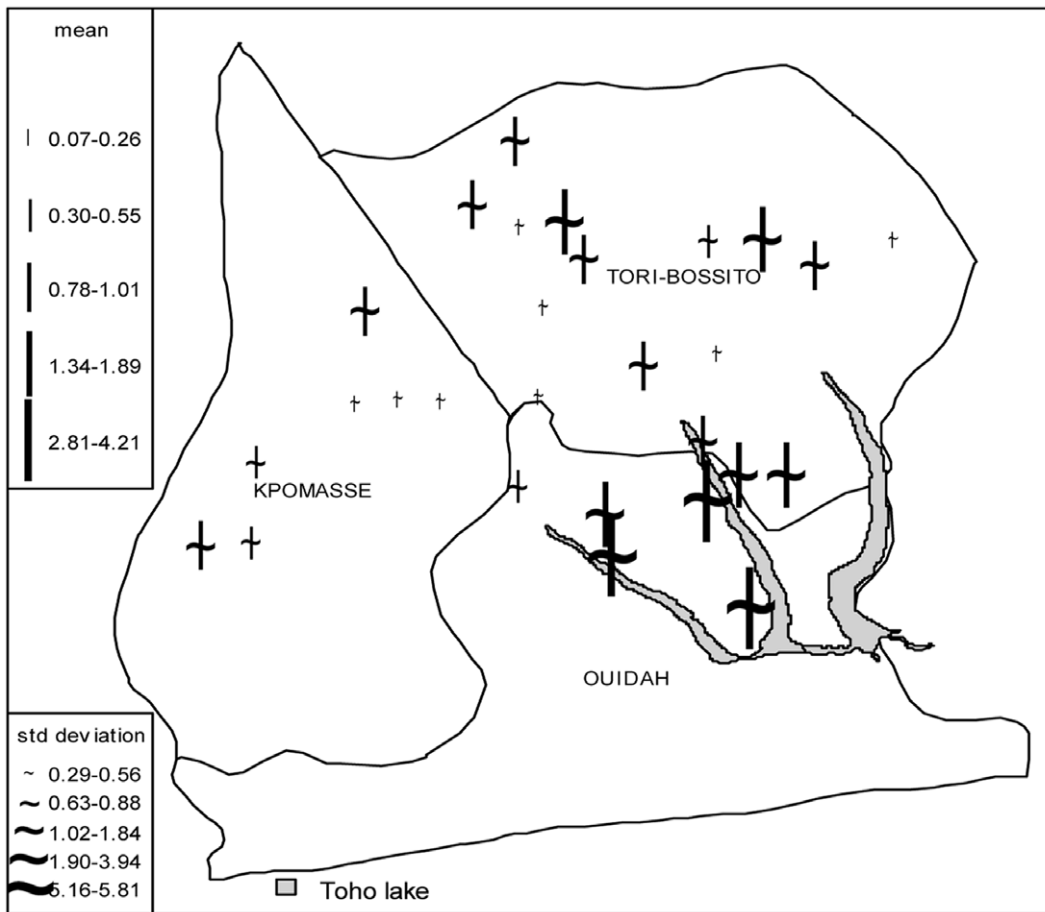 mean
0.07-0.26
0.30-0.55
0.78-1.01
1.34-1.89
2.81-4.21
TORI-BOSSITO
KPOMASSE
OUIDAH
std deviation
0.29-0.56
0.63-0.88
1.02-1.84
1.90-3.94
5.16-5.81
Toho lake